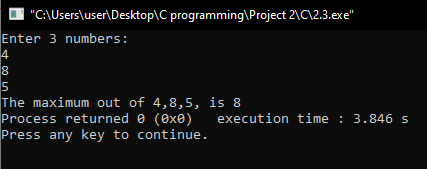 "C:\Users\user\Desktop\C programming\Project 2\C\2.3.exe"
Enter 3 numbers:
4
8
5
The maximum out of 4,8,5, is 8
Process returned 0 (0x0)   execution time : 3.846 s
Press any key to continue.